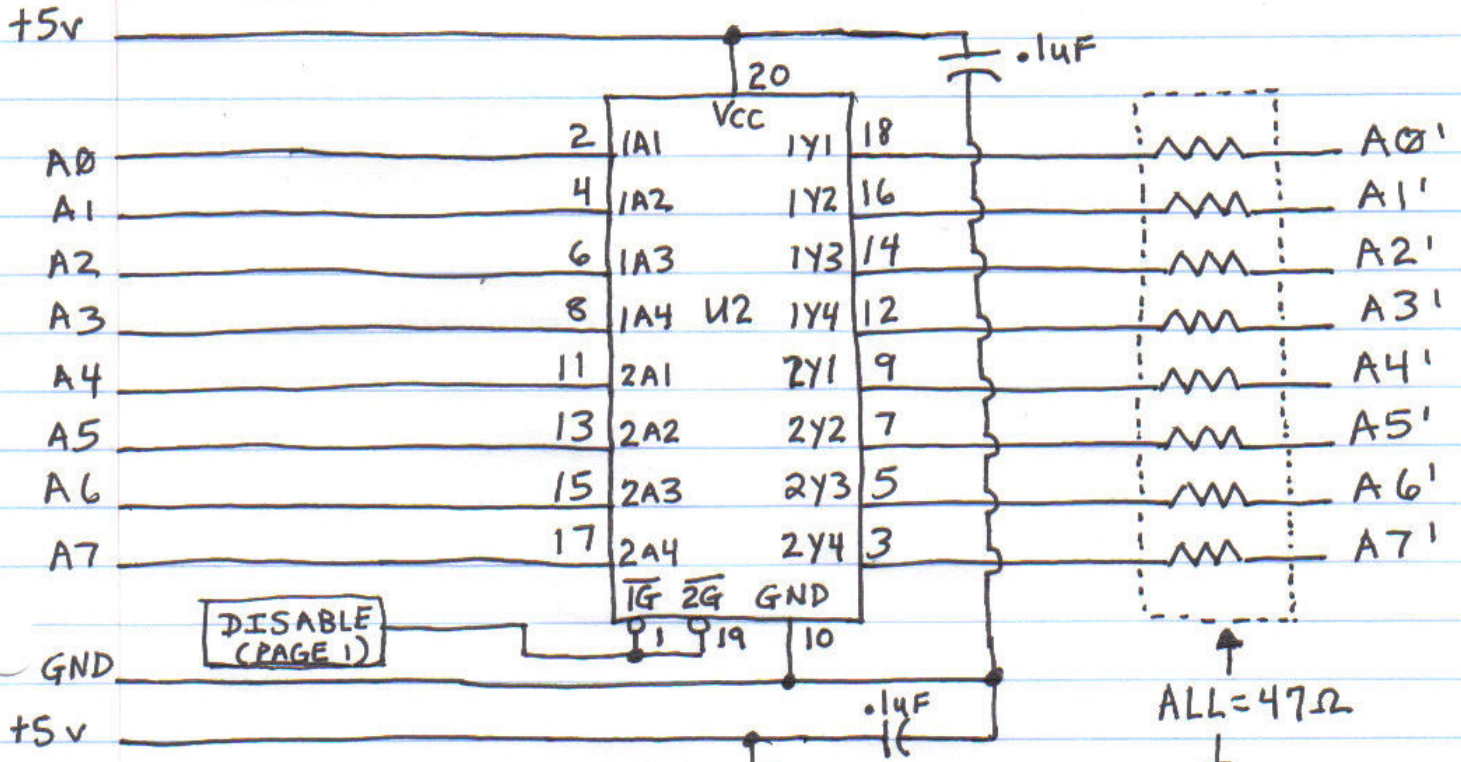 +5v
.1uF
20
VCC
A0 2 1A1 1Y1 18 A0'
A1 4 1A2 1Y2 16 A1'
A2 6 1A3 1Y3 14 A2'
A3 8 1A4 U2 1Y4 12 A3'
A4 11 2A1 2Y1 9 A4'
A5 13 2A2 2Y2 7 A5'
A6 15 2A3 2Y3 5 A6'
A7 17 2A4 2Y4 3 A7'
1G 2G GND
DISABLE
(PAGE 1)
1 19 10
GND
.1uF
ALL=47Ω
+5v